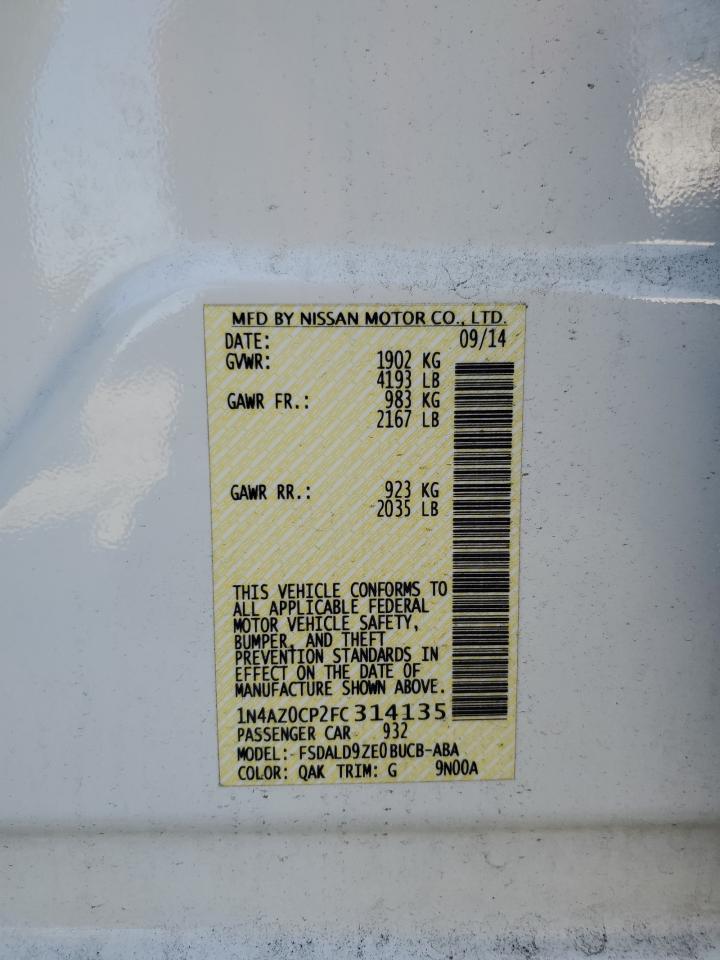 MFD BY NISSAN MOTOR CO., LTD.
DATE: 09/14
GVWR: 1902 KG
4193 LB
GAWR FR.: 983 KG
2167 LB
GAWR RR.: 923 KG
2035 LB
THIS VEHICLE CONFORMS TO
ALL APPLICABLE FEDERAL
MOTOR VEHICLE SAFETY,
BUMPER, AND THEFT
PREVENTION STANDARDS IN
EFFECT ON THE DATE OF
MANUFACTURE SHOWN ABOVE.
1N4AZ0CP2FC314135
PASSENGER CAR 932
MODEL: FSDALD9ZE0BUCB-ABA
COLOR: QAK TRIM: G 9N00A